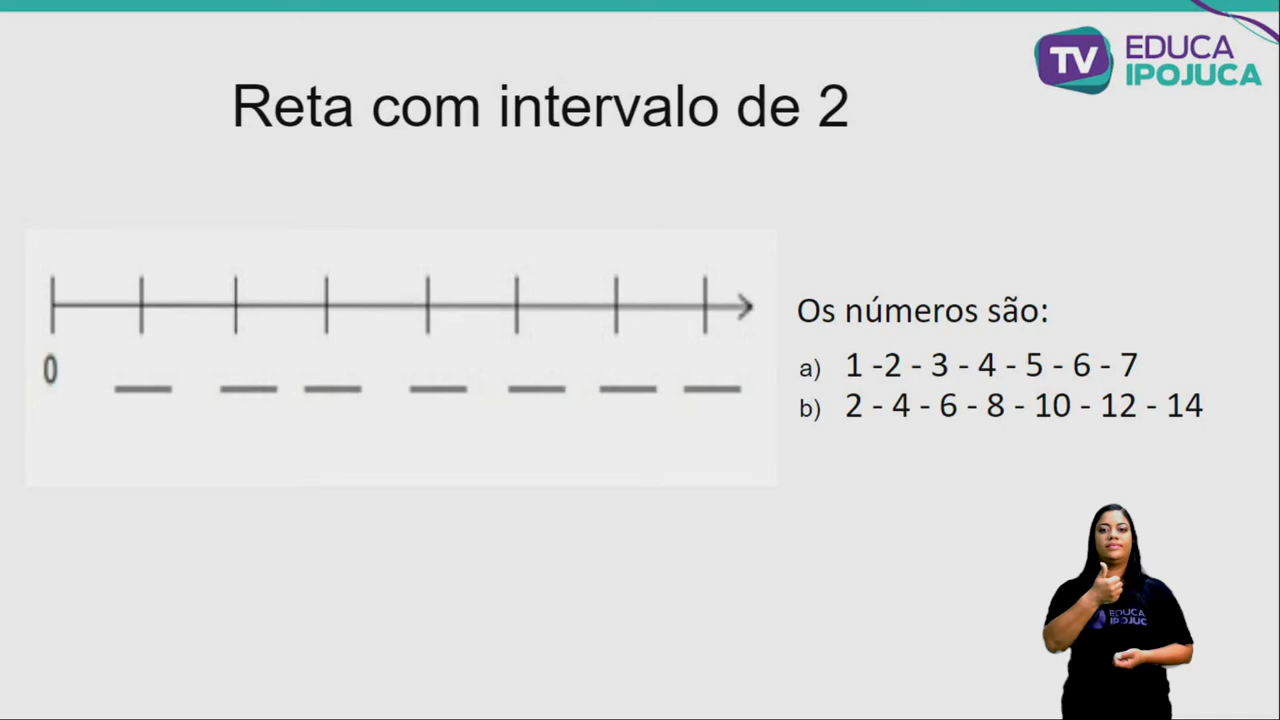 TV EDUCA
IPOJUCA
Reta com intervalo de 2
0
Os números são:
a) 1 -2 - 3 - 4 - 5 - 6 - 7
b) 2 - 4 - 6 - 8 - 10 - 12 - 14
EDUCA
IPOJUC